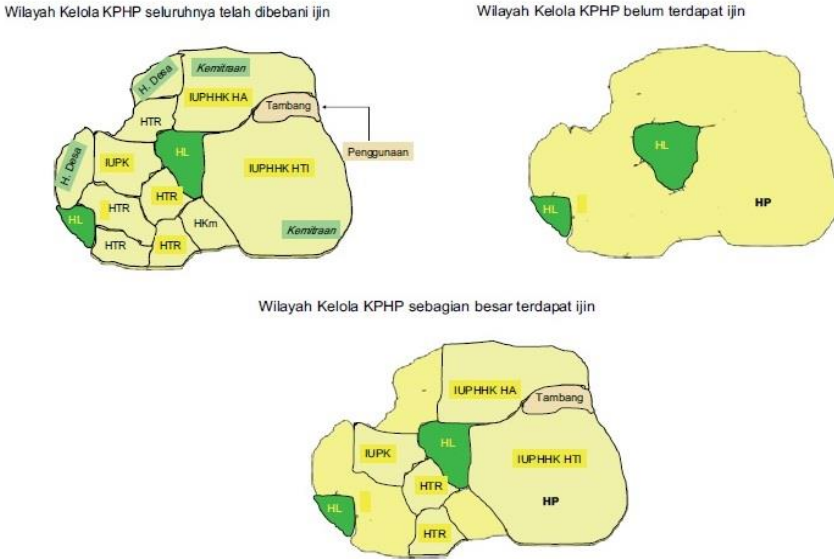 Wilayah Kelola KPHP seluruhnya telah dibebani ijin
H. Desa
Kemitraan
IUPHHK HA
Tambang
HTR
HL
IUPK
Penggunaan
H. Desa
IUPHHK HTI
HTR
HTR
HL
HKm
Kemitraan
HTR
HTR
Wilayah Kelola KPHP belum terdapat ijin
HL
HL
HP
Wilayah Kelola KPHP sebagian besar terdapat ijin
IUPHHK HA
Tambang
HL
IUPK
IUPHHK HTI
HTR
HL
HP
HTR